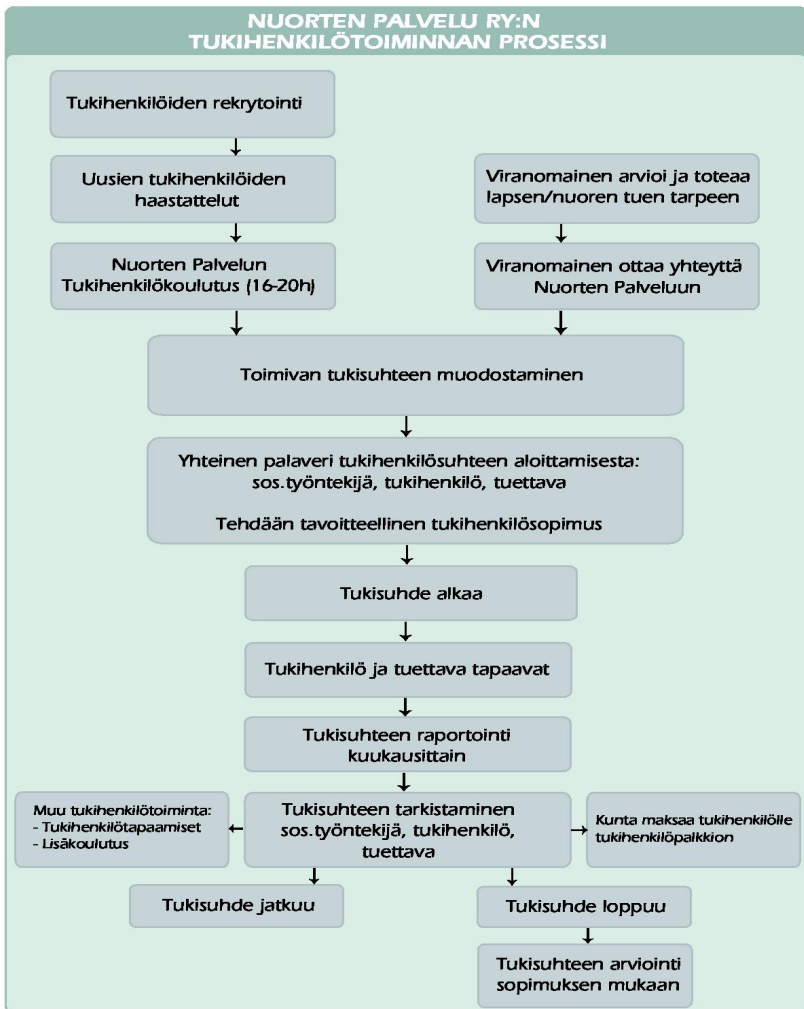 NUORTEN PALVELU RY:N
TUKIHENKILÖTOIMINNAN PROSESSI
Tukihenkilöiden rekrytointi
Uusien tukihenkilöiden
haastattelut
Viranomainen arvioi ja toteaa
lapsen/nuoren tuen tarpeen
Nuorten Palvelun
Tukihenkilökoulutus (16-20h)
Viranomainen ottaa yhteyttä
Nuorten Palveluun
Toimivan tukisuhteen muodostaminen
Yhteinen palaveri tukihenkilösuhteen aloittamisesta:
sos.työntekijä, tukihenkilö, tuettava
Tehdään tavoitteellinen tukihenkilösopimus
Tukisuhde alkaa
Tukihenkilö ja tuettava tapaavat
Tukisuhteen raportointi
kuukausittain
Muu tukihenkilötoiminta:
- Tukihenkilötapaamiset
- Lisäkoulutus
Tukisuhteen tarkistaminen
sos.työntekijä, tukihenkilö,
tuettava
Kunta maksaa tukihenkilölle
tukihenkilöpalkkion
Tukisuhde jatkuu
Tukisuhde loppuu
Tukisuhteen arviointi
sopimuksen mukaan